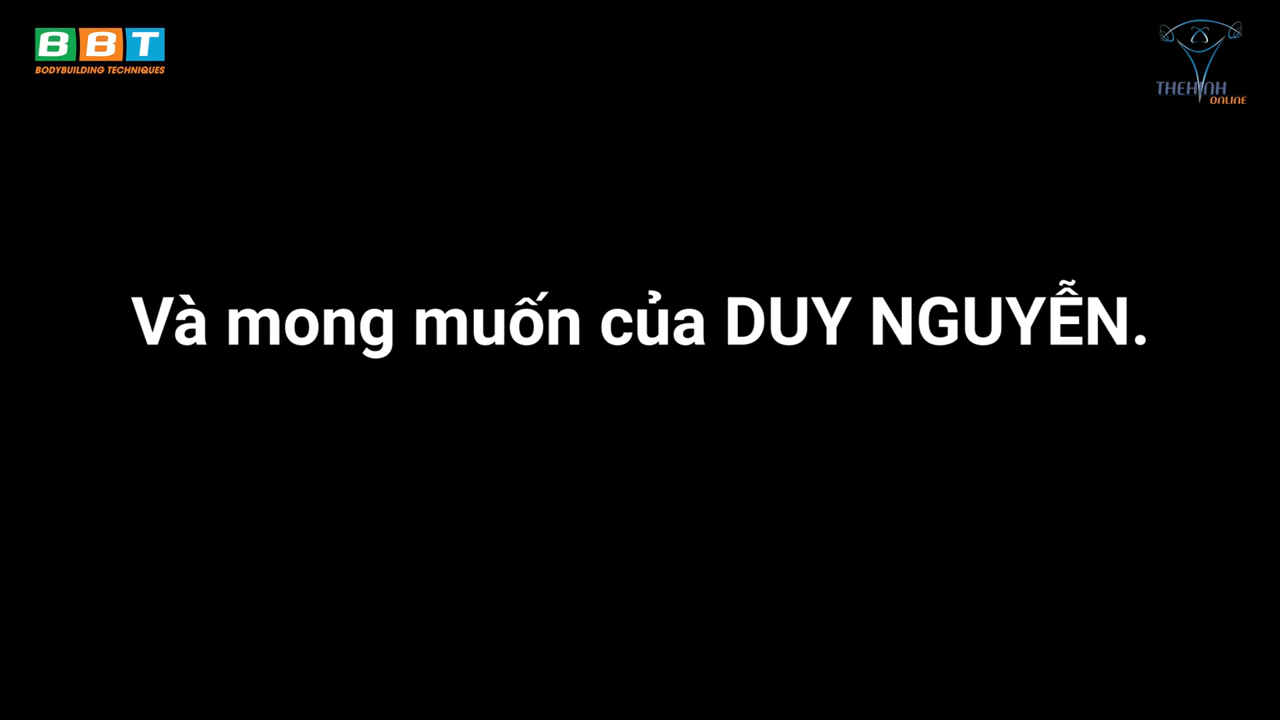 BBT
BODYBUILDING TECHNIQUES
THEHINH
ONLINE
Và mong muốn của DUY NGUYỄN.